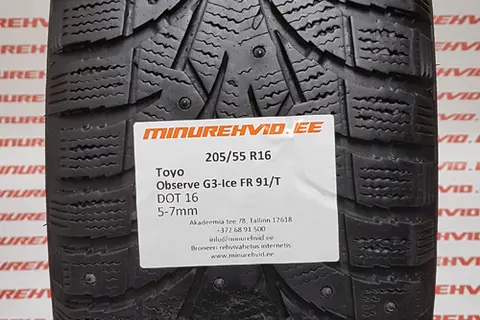 MINUREHVID.EE
205/55 R16
Toyo
Observe G3-Ice FR 91/T
DOT 16
5-7mm
Akadeemia tee 78, Tallinn 12618
+372 68 91 500
info@minurehvid.ee
Broneeri rehvivahetus internetis
www.minurehvid.ee